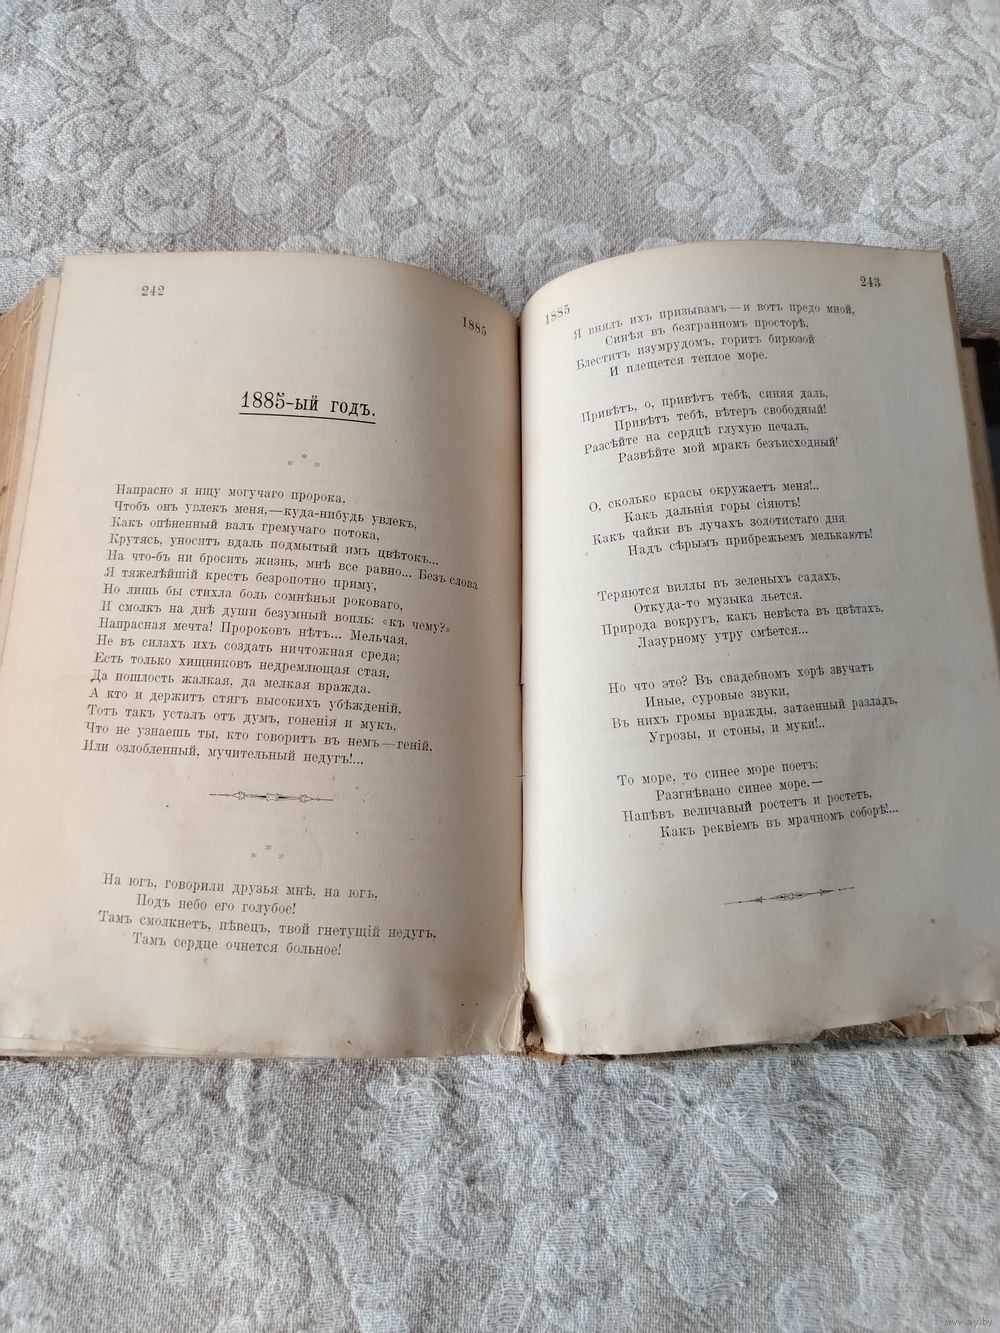 242
1885
1885-ый годъ.
* * *
Напрасно я ищу могучаго пророка,
Чтобъ онъ увлекъ меня,—куда-нибудь увлекъ,
Какъ опѣненный валъ гремучаго потока,
Крутясь, уноситъ вдаль подмытый имъ цвѣтокъ...
На что-бъ ни бросить жизнь, мнѣ все равно... Безъ слова
Я тяжелѣйшій крестъ безропотно приму,
Но лишь бы стихла боль сомнѣнья роковаго,
И смолкъ на днѣ души безумный вопль: «къ чему?»
Напрасная мечта! Пророковъ нѣтъ... Мельчая,
Не въ силахъ ихъ создать ничтожная среда;
Есть только хищниковъ недремлющая стая,
Да пошлость жалкая, да мелкая вражда.
А кто и держитъ стягъ высокихъ убѣжденій,
Тотъ такъ усталъ отъ думъ, гоненія и мукъ,
Что не узнаешь ты, кто говоритъ въ немъ—геній,
Или озлобленный, мучительный недугъ!...
* * *
На югъ, говорили друзья мнѣ, на югъ,
Подъ небо его голубое!
Тамъ смолкнетъ, пѣвецъ, твой гнетущій недугъ,
Тамъ сердце очнется больное!
243
1885
Я внялъ ихъ призывамъ—и вотъ предо мной,
Синѣя въ безгранномъ просторѣ,
Блеститъ изумрудомъ, горитъ бирюзой
И плещется теплое море.
Привѣтъ, о, привѣтъ тебѣ, синяя даль,
Привѣтъ тебѣ, вѣтеръ свободный!
Разсѣйте на сердцѣ глухую печаль,
Развѣйте мой мракъ безъисходный!
О, сколько красы окружаетъ меня!..
Какъ дальнія горы сіяютъ!
Какъ чайки въ лучахъ золотистаго дня
Надъ сѣрымъ прибрежьемъ мелькаютъ!
Теряются виллы въ зеленыхъ садахъ.
Откуда-то музыка льется.
Природа вокругъ, какъ невѣста въ цвѣтахъ,
Лазурному утру смѣется...
Но что это? Въ свадебномъ хорѣ звучатъ
Иные, суровые звуки,
Въ нихъ громы вражды, затаенный разладъ,
Угрозы, и стоны, и муки!..
То море, то синее море поетъ;
Разгнѣвано синее море.—
Напѣвъ величавый ростетъ и ростетъ,
Какъ реквіемъ въ мрачномъ соборѣ!...
*
www.ay.by